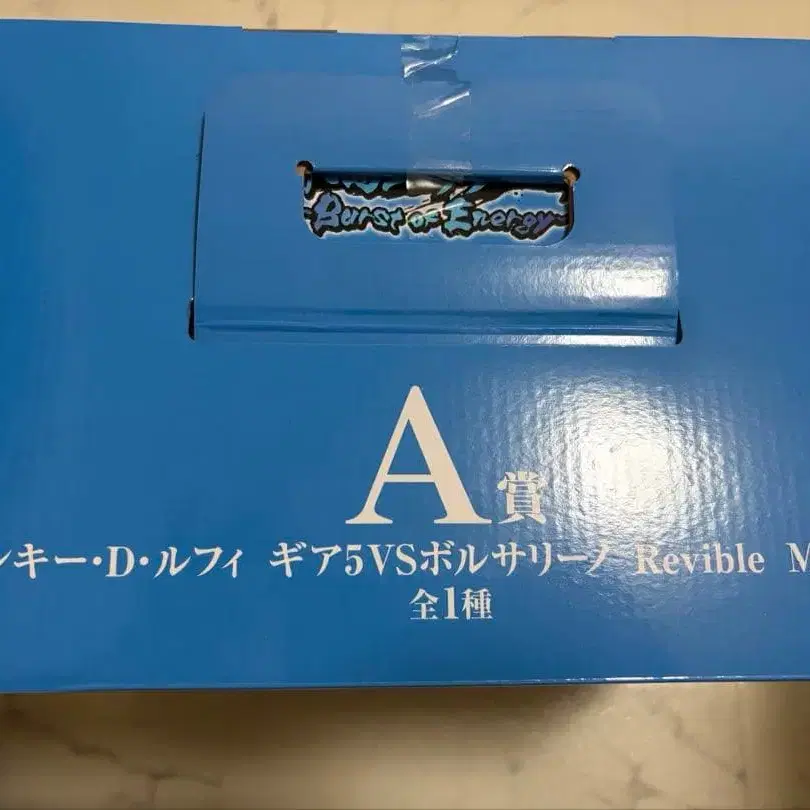 Burst of Energy
A賞
ンキー・D・ルフィ ギア5VSボルサリーノ Revible M
全1種